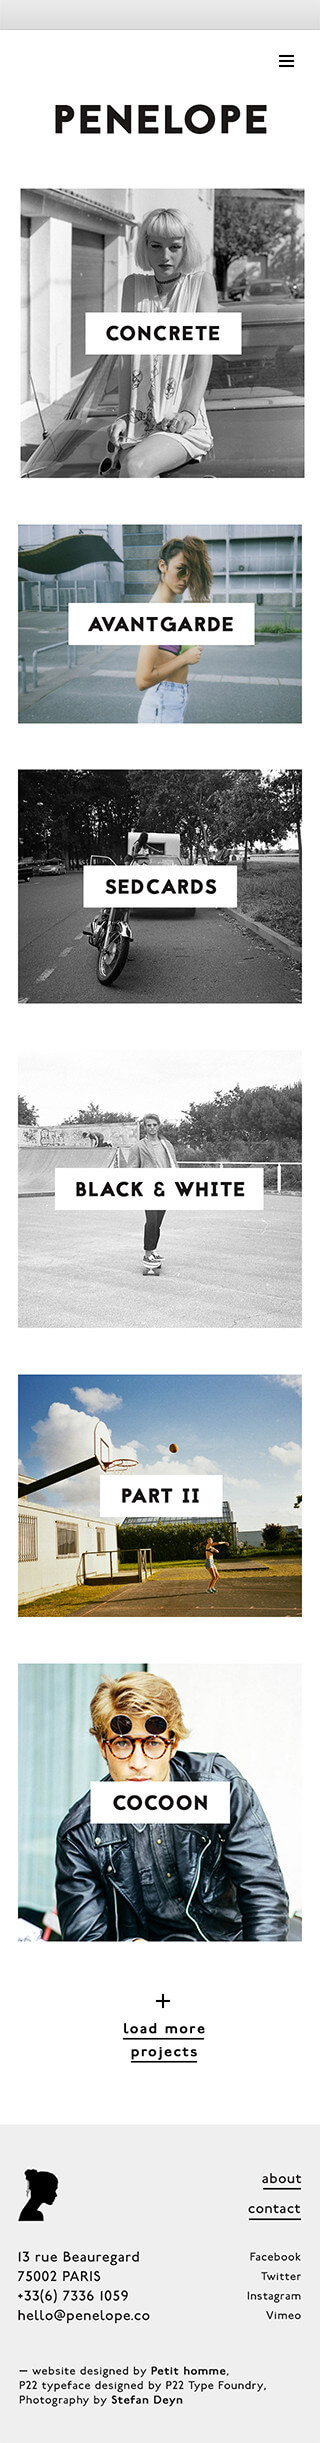 PENELOPE
CONCRETE
AVANTGARDE
SEDCARDS
BLACK & WHITE
PART II
COCOON
+
load more
projects
about
contact
13 rue Beauregard
75002 PARIS
+33(6) 7336 1059
hello@penelope.co
Facebook
Twitter
Instagram
Vimeo
— website designed by Petit homme,
P22 typeface designed by P22 Type Foundry,
Photography by Stefan Deyn